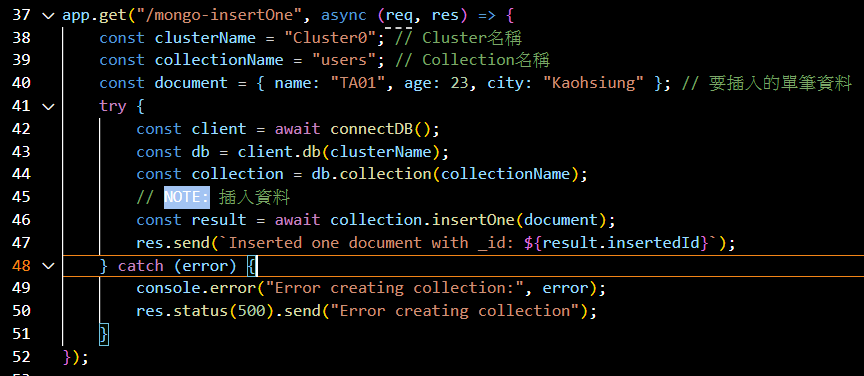 37 app.get("/mongo-insertOne", async (req, res) => {
38 const clusterName = "Cluster0"; // Cluster名稱
39 const collectionName = "users"; // Collection名稱
40 const document = { name: "TA01", age: 23, city: "Kaohsiung" }; // 要插入的單筆資料
41 try {
42 const client = await connectDB();
43 const db = client.db(clusterName);
44 const collection = db.collection(collectionName);
45 // NOTE: 插入資料
46 const result = await collection.insertOne(document);
47 res.send(`Inserted one document with _id: ${result.insertedId}`);
48 } catch (error) {
49 console.error("Error creating collection:", error);
50 res.status(500).send("Error creating collection");
51 }
52 });